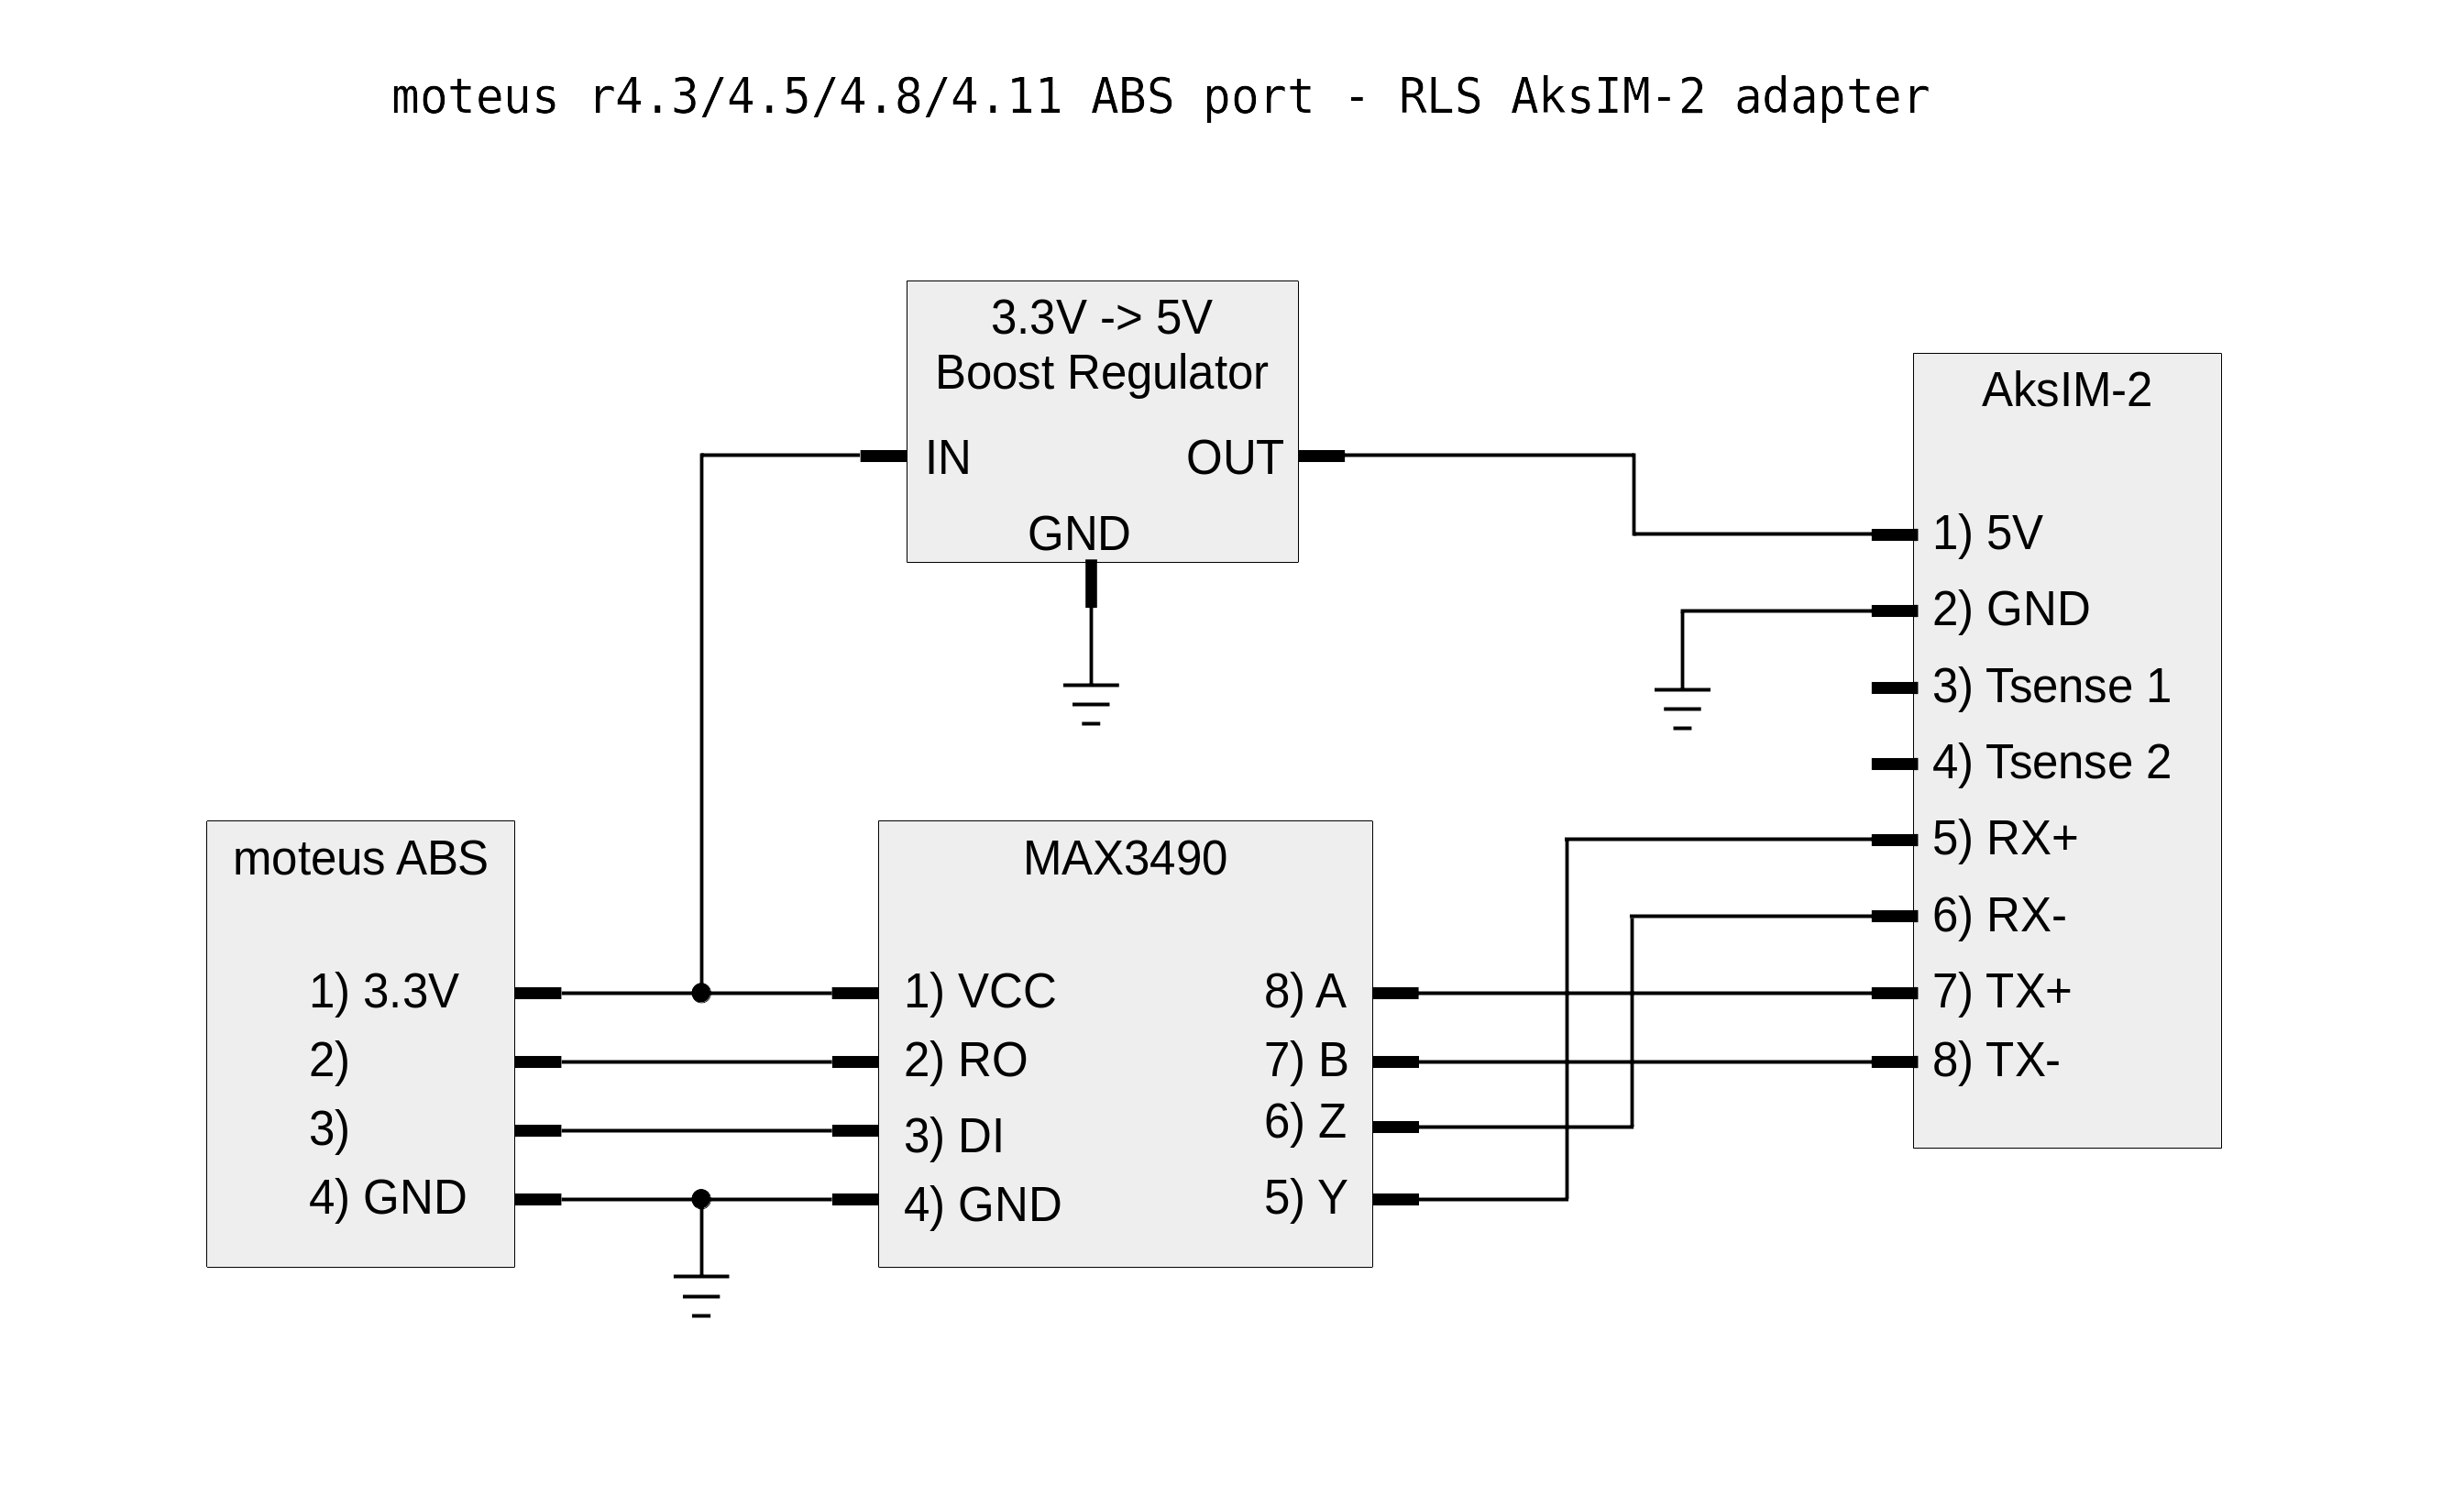 moteus r4.3/4.5/4.8/4.11 ABS port - RLS AksIM-2 adapter
3.3V -> 5V
Boost Regulator
IN
OUT
GND
AksIM-2
1) 5V
2) GND
3) Tsense 1
4) Tsense 2
5) RX+
6) RX-
7) TX+
8) TX-
moteus ABS
1) 3.3V
2)
3)
4) GND
MAX3490
1) VCC
2) RO
3) DI
4) GND
8) A
7) B
6) Z
5) Y